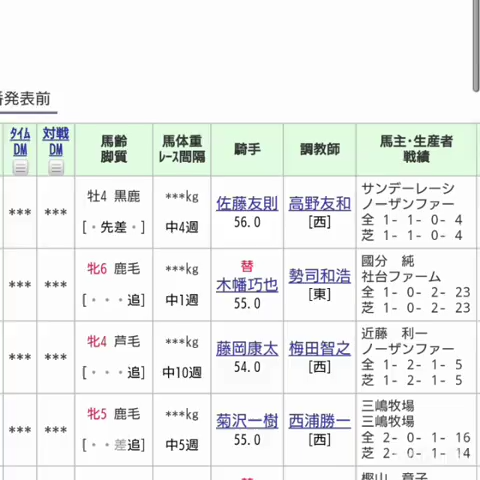 番発表前
タイム
DM
対戦
DM
馬齢
脚質
馬体重
レース間隔
騎手
調教師
馬主・生産者
戦績
*** ***
牡4 黒鹿
[・先差・]
***kg
中4週
佐藤友則
56.0
高野友和
[西]
サンデーレーシ
ノーザンファー
全 1- 1- 0- 4
芝 1- 1- 0- 4
*** ***
牝6 鹿毛
[・・・追]
***kg
中1週
替
木幡巧也
55.0
勢司和浩
[東]
國分 純
社台ファーム
全 1- 0- 2- 23
芝 1- 0- 2- 23
*** ***
牝4 芦毛
[・・・追]
***kg
中10週
藤岡康太
54.0
梅田智之
[西]
近藤 利一
ノーザンファー
全 1- 2- 1- 5
芝 1- 2- 1- 5
*** ***
牝5 鹿毛
[・・差追]
***kg
中5週
菊沢一樹
55.0
西浦勝一
[西]
三嶋牧場
三嶋牧場
全 2- 0- 1- 16
芝 2- 0- 1- 14